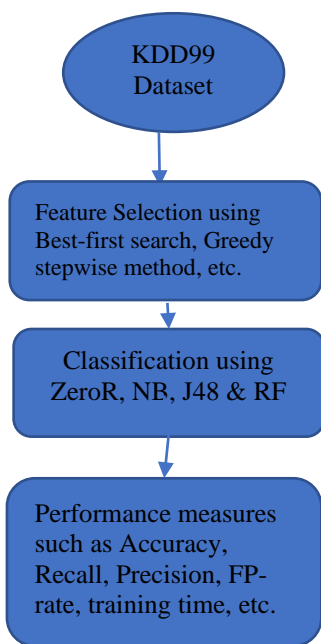 KDD99
Dataset
Feature Selection using
Best-first search, Greedy
stepwise method, etc.
Classification using
ZeroR, NB, J48 & RF
Performance measures
such as Accuracy,
Recall, Precision, FP-
rate, training time, etc.